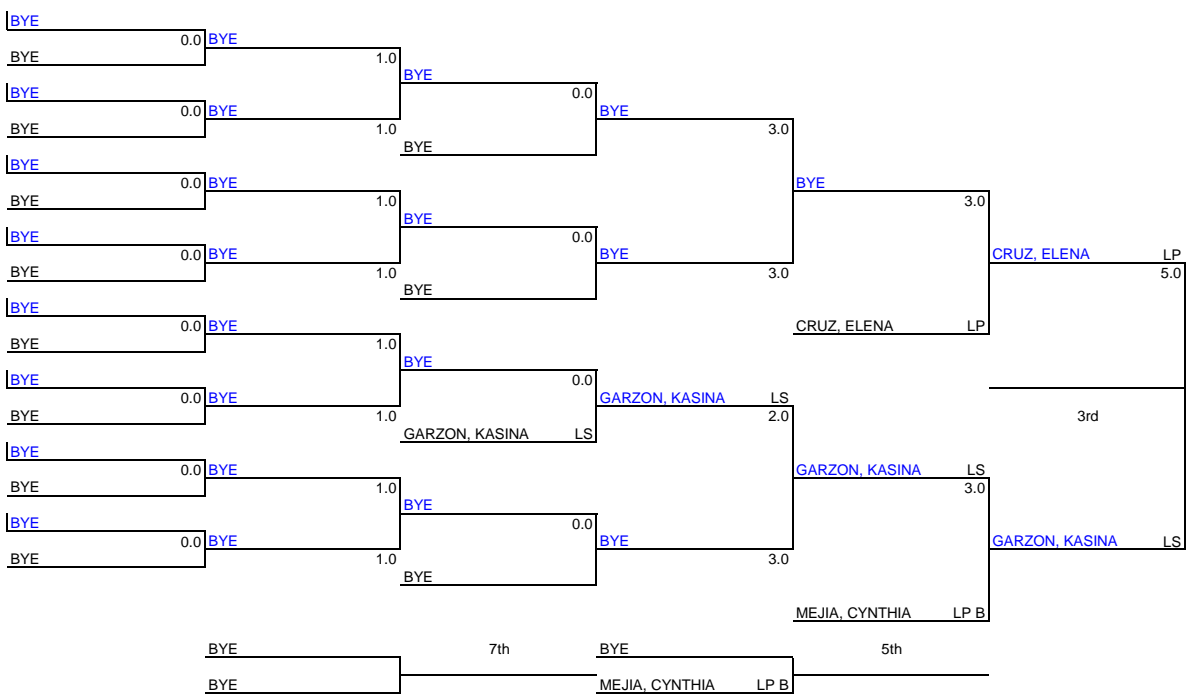 BYE
0.0 BYE
BYE
1.0
BYE
BYE
0.0
0.0 BYE
BYE
BYE
1.0
3.0
BYE
BYE
0.0 BYE
BYE
BYE
1.0
3.0
BYE
BYE
0.0
0.0 BYE
BYE
CRUZ, ELENA LP
BYE
1.0
3.0
5.0
BYE
BYE
0.0 BYE
CRUZ, ELENA LP
BYE
1.0
BYE
BYE
0.0
0.0 BYE
GARZON, KASINA LS
BYE
1.0
2.0
3rd
GARZON, KASINA LS
BYE
0.0 BYE
GARZON, KASINA LS
BYE
1.0
3.0
BYE
BYE
0.0
0.0 BYE
BYE
GARZON, KASINA LS
BYE
1.0
3.0
BYE
MEJIA, CYNTHIA LP B
BYE
7th
BYE
5th
BYE
MEJIA, CYNTHIA LP B